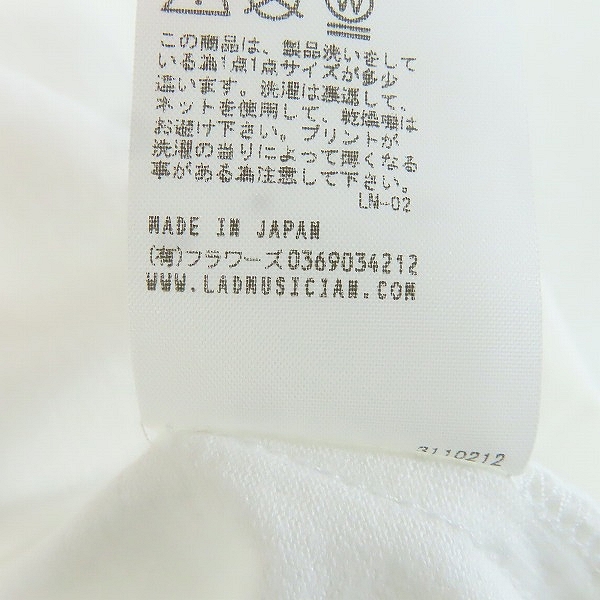 W
この商品は、製品洗いをして
いる為1点1点サイズが多少
違います。洗濯は裏返して、
ネットを使用して、乾燥機は
お避け下さい。プリントが
洗濯の当りによって薄くなる
事がある為注意して下さい。
LM-02
MADE IN JAPAN
(有)フラワーズ0369034212
WWW.LADMUSICIAN.COM
3110212